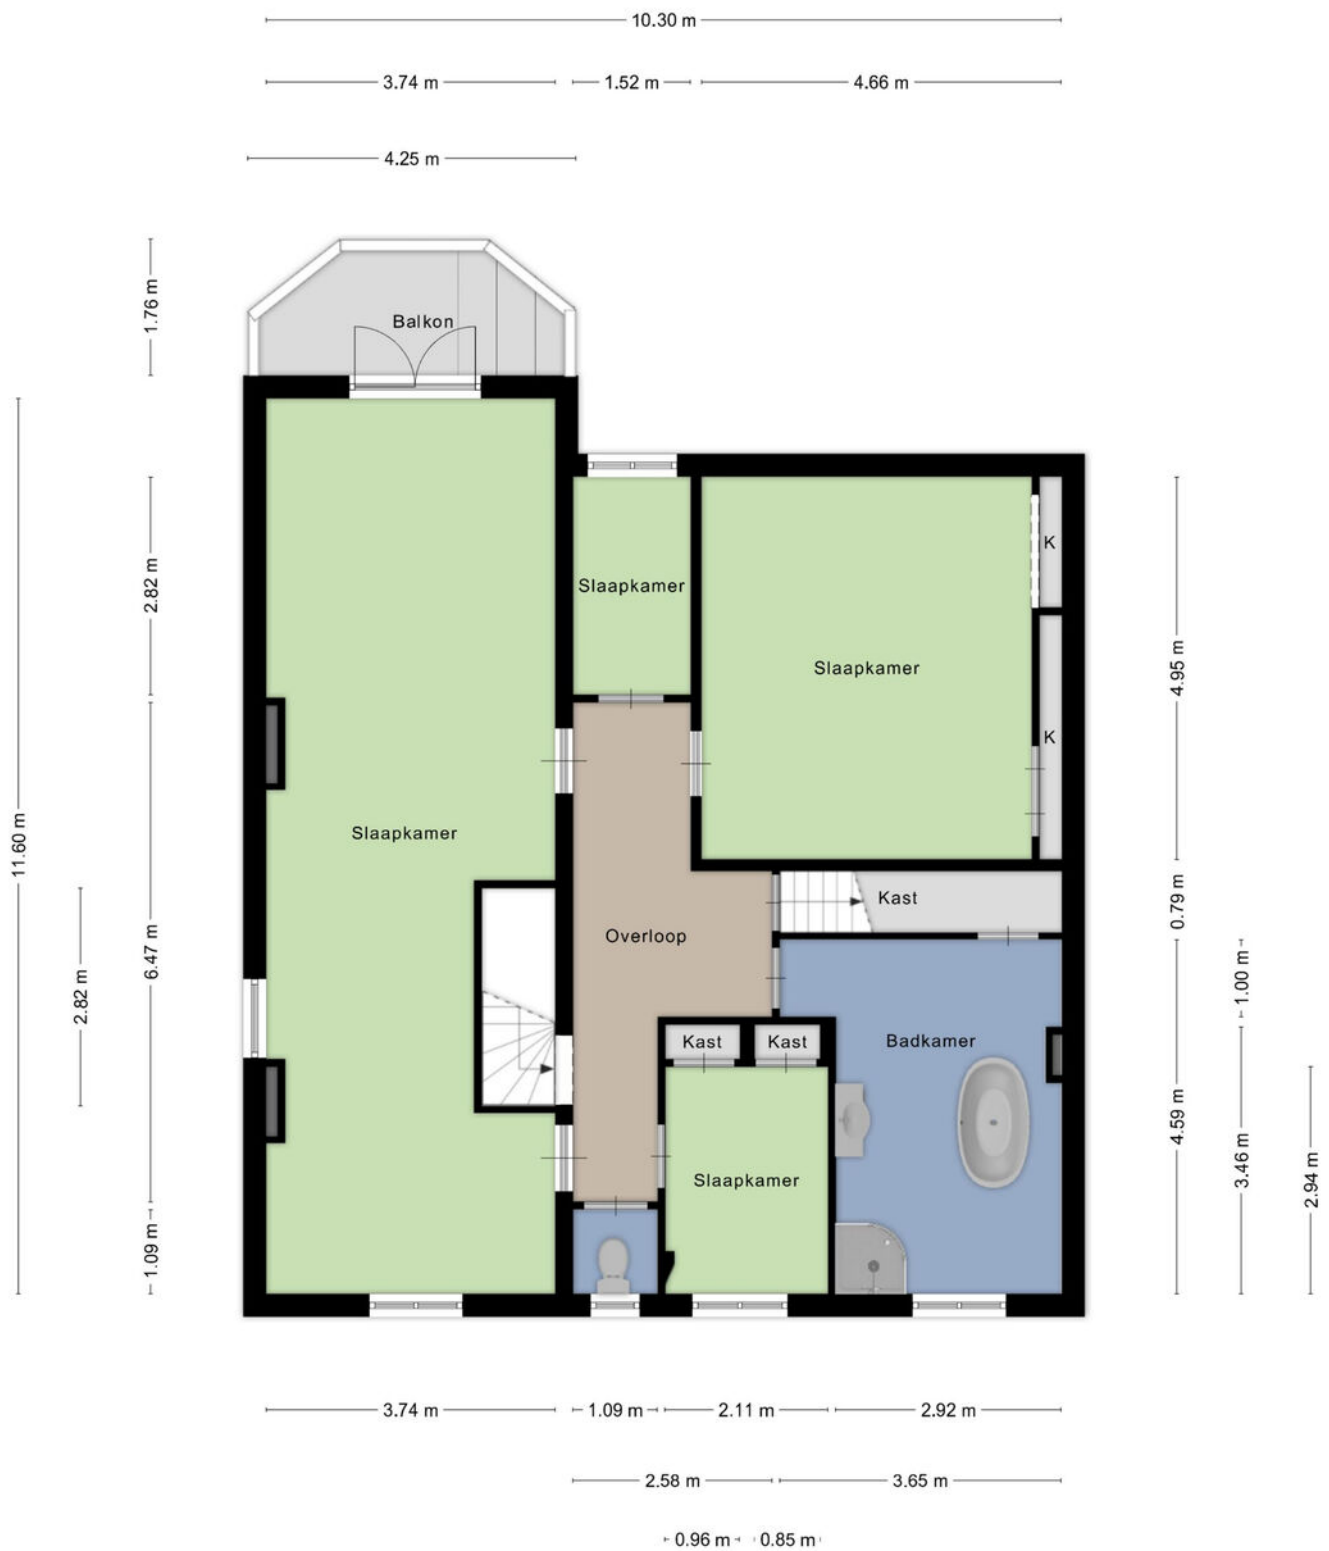 10.30 m
3.74 m
1.52 m
4.66 m
4.25 m
1.76 m
Balkon
11.60 m
2.82 m
2.82 m
6.47 m
1.09 m
Slaapkamer
Slaapkamer
Slaapkamer
K
K
4.95 m
0.79 m
Kast
Overloop
Kast
Kast
Badkamer
1.00 m
4.59 m
3.46 m
2.94 m
Slaapkamer
3.74 m
1.09 m
2.11 m
2.92 m
2.58 m
3.65 m
0.96 m
0.85 m